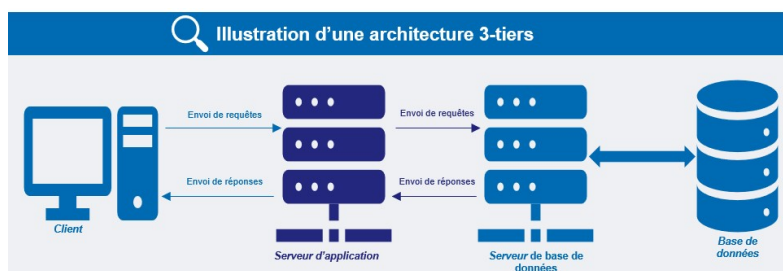 Illustration d’une architecture 3-tiers
Envoi de requêtes
Envoi de requêtes
Envoi de réponses
Envoi de réponses
Client
Serveur d’application
Serveur de base de
données
Base de
données